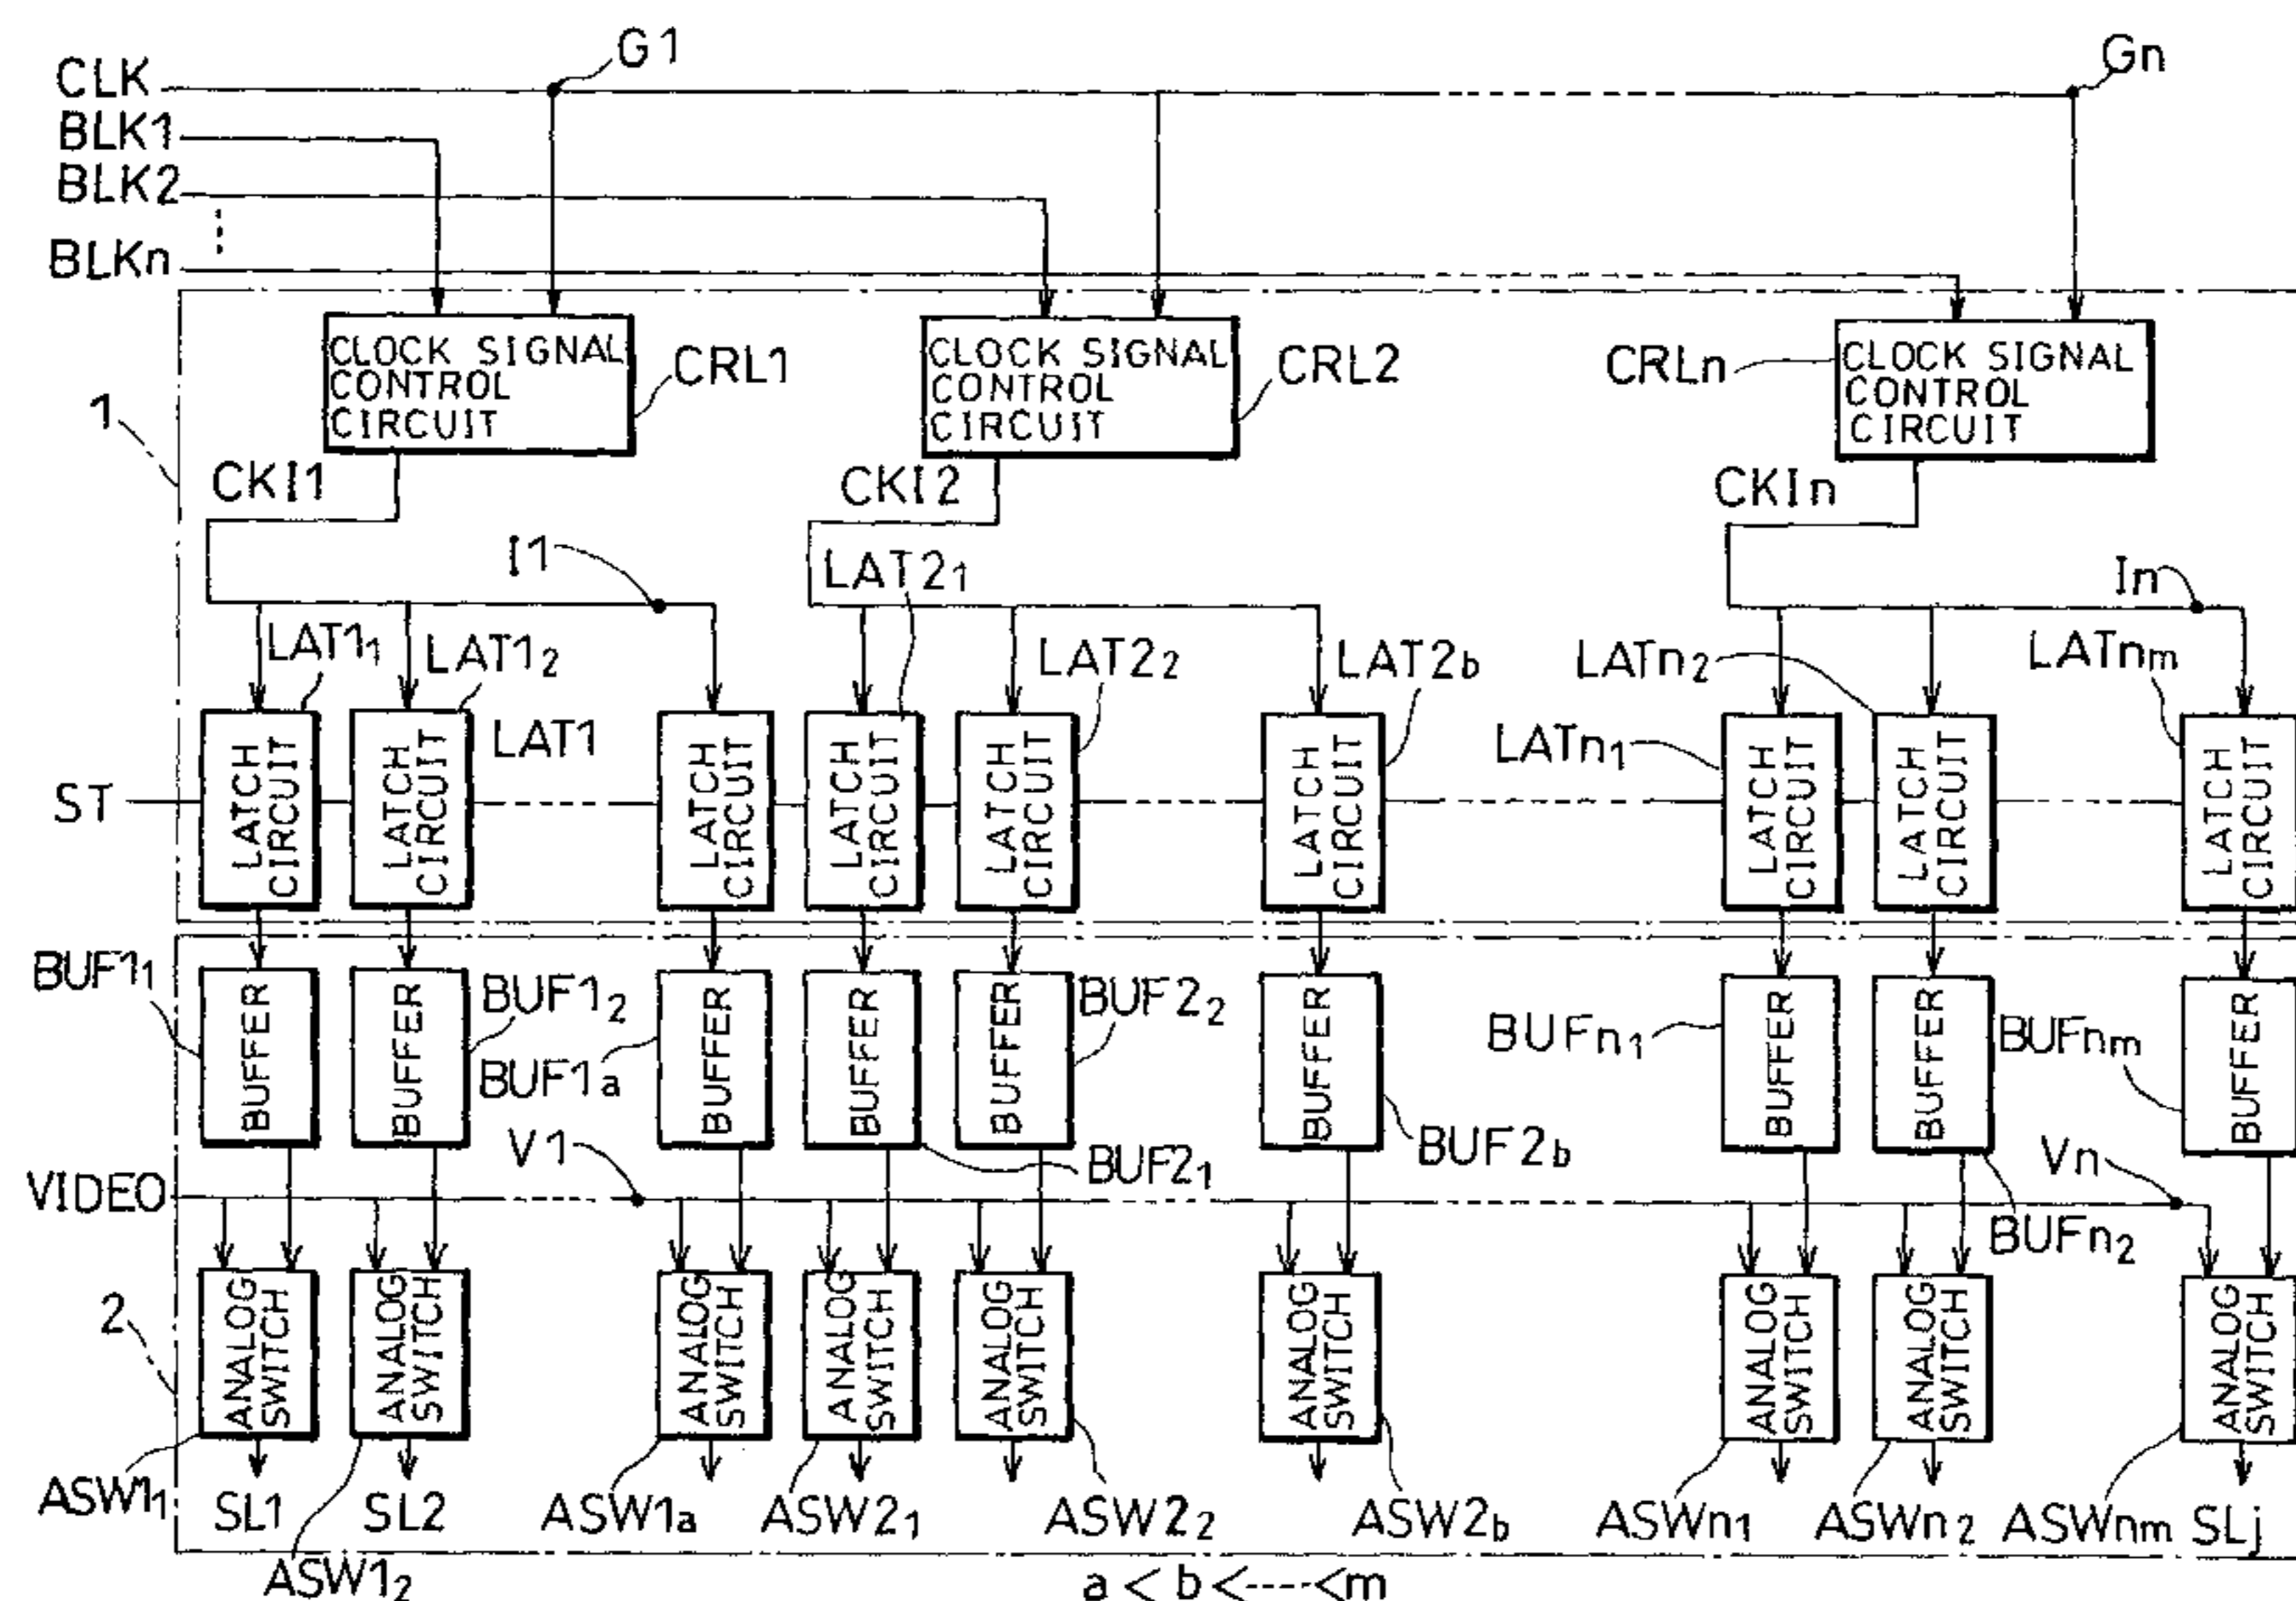 G1
Gn
CLK
BLK1
BLK2
BLKn
CLOCK SIGNAL
CONTROL
CIRCUIT
CRL1
CLOCK SIGNAL
CONTROL
CIRCUIT
CRL2
CRLn
CLOCK SIGNAL
CONTROL
CIRCUIT
1
CKI1
CKI2
CKIn
I1
LAT2₁
In
LAT1₁
LAT1₂
LAT2₂
LAT2b
LATn₂
LATnm
LAT1
LATn₁
ST
LATCH
CIRCUIT
LATCH
CIRCUIT
LATCH
CIRCUIT
LATCH
CIRCUIT
LATCH
CIRCUIT
LATCH
CIRCUIT
LATCH
CIRCUIT
LATCH
CIRCUIT
LATCH
CIRCUIT
BUF1₁
BUF1₂
BUF1a
BUF2₂
BUFn₁
BUFnm
BUFFER
BUFFER
BUFFER
BUFFER
BUFFER
BUFFER
BUFFER
BUFFER
BUFFER
V1
BUF2₁
BUF2b
Vn
VIDEO
BUFn₂
2
ANALOG
SWITCH
ANALOG
SWITCH
ANALOG
SWITCH
ANALOG
SWITCH
ANALOG
SWITCH
ANALOG
SWITCH
ANALOG
SWITCH
ANALOG
SWITCH
ANALOG
SWITCH
ASW1₁
SL1
SL2
ASW1a
ASW2₁
ASW2₂
ASW2b
ASWn₁
ASWn₂
ASWnm
SLj
ASW1₂
a < b <----<m